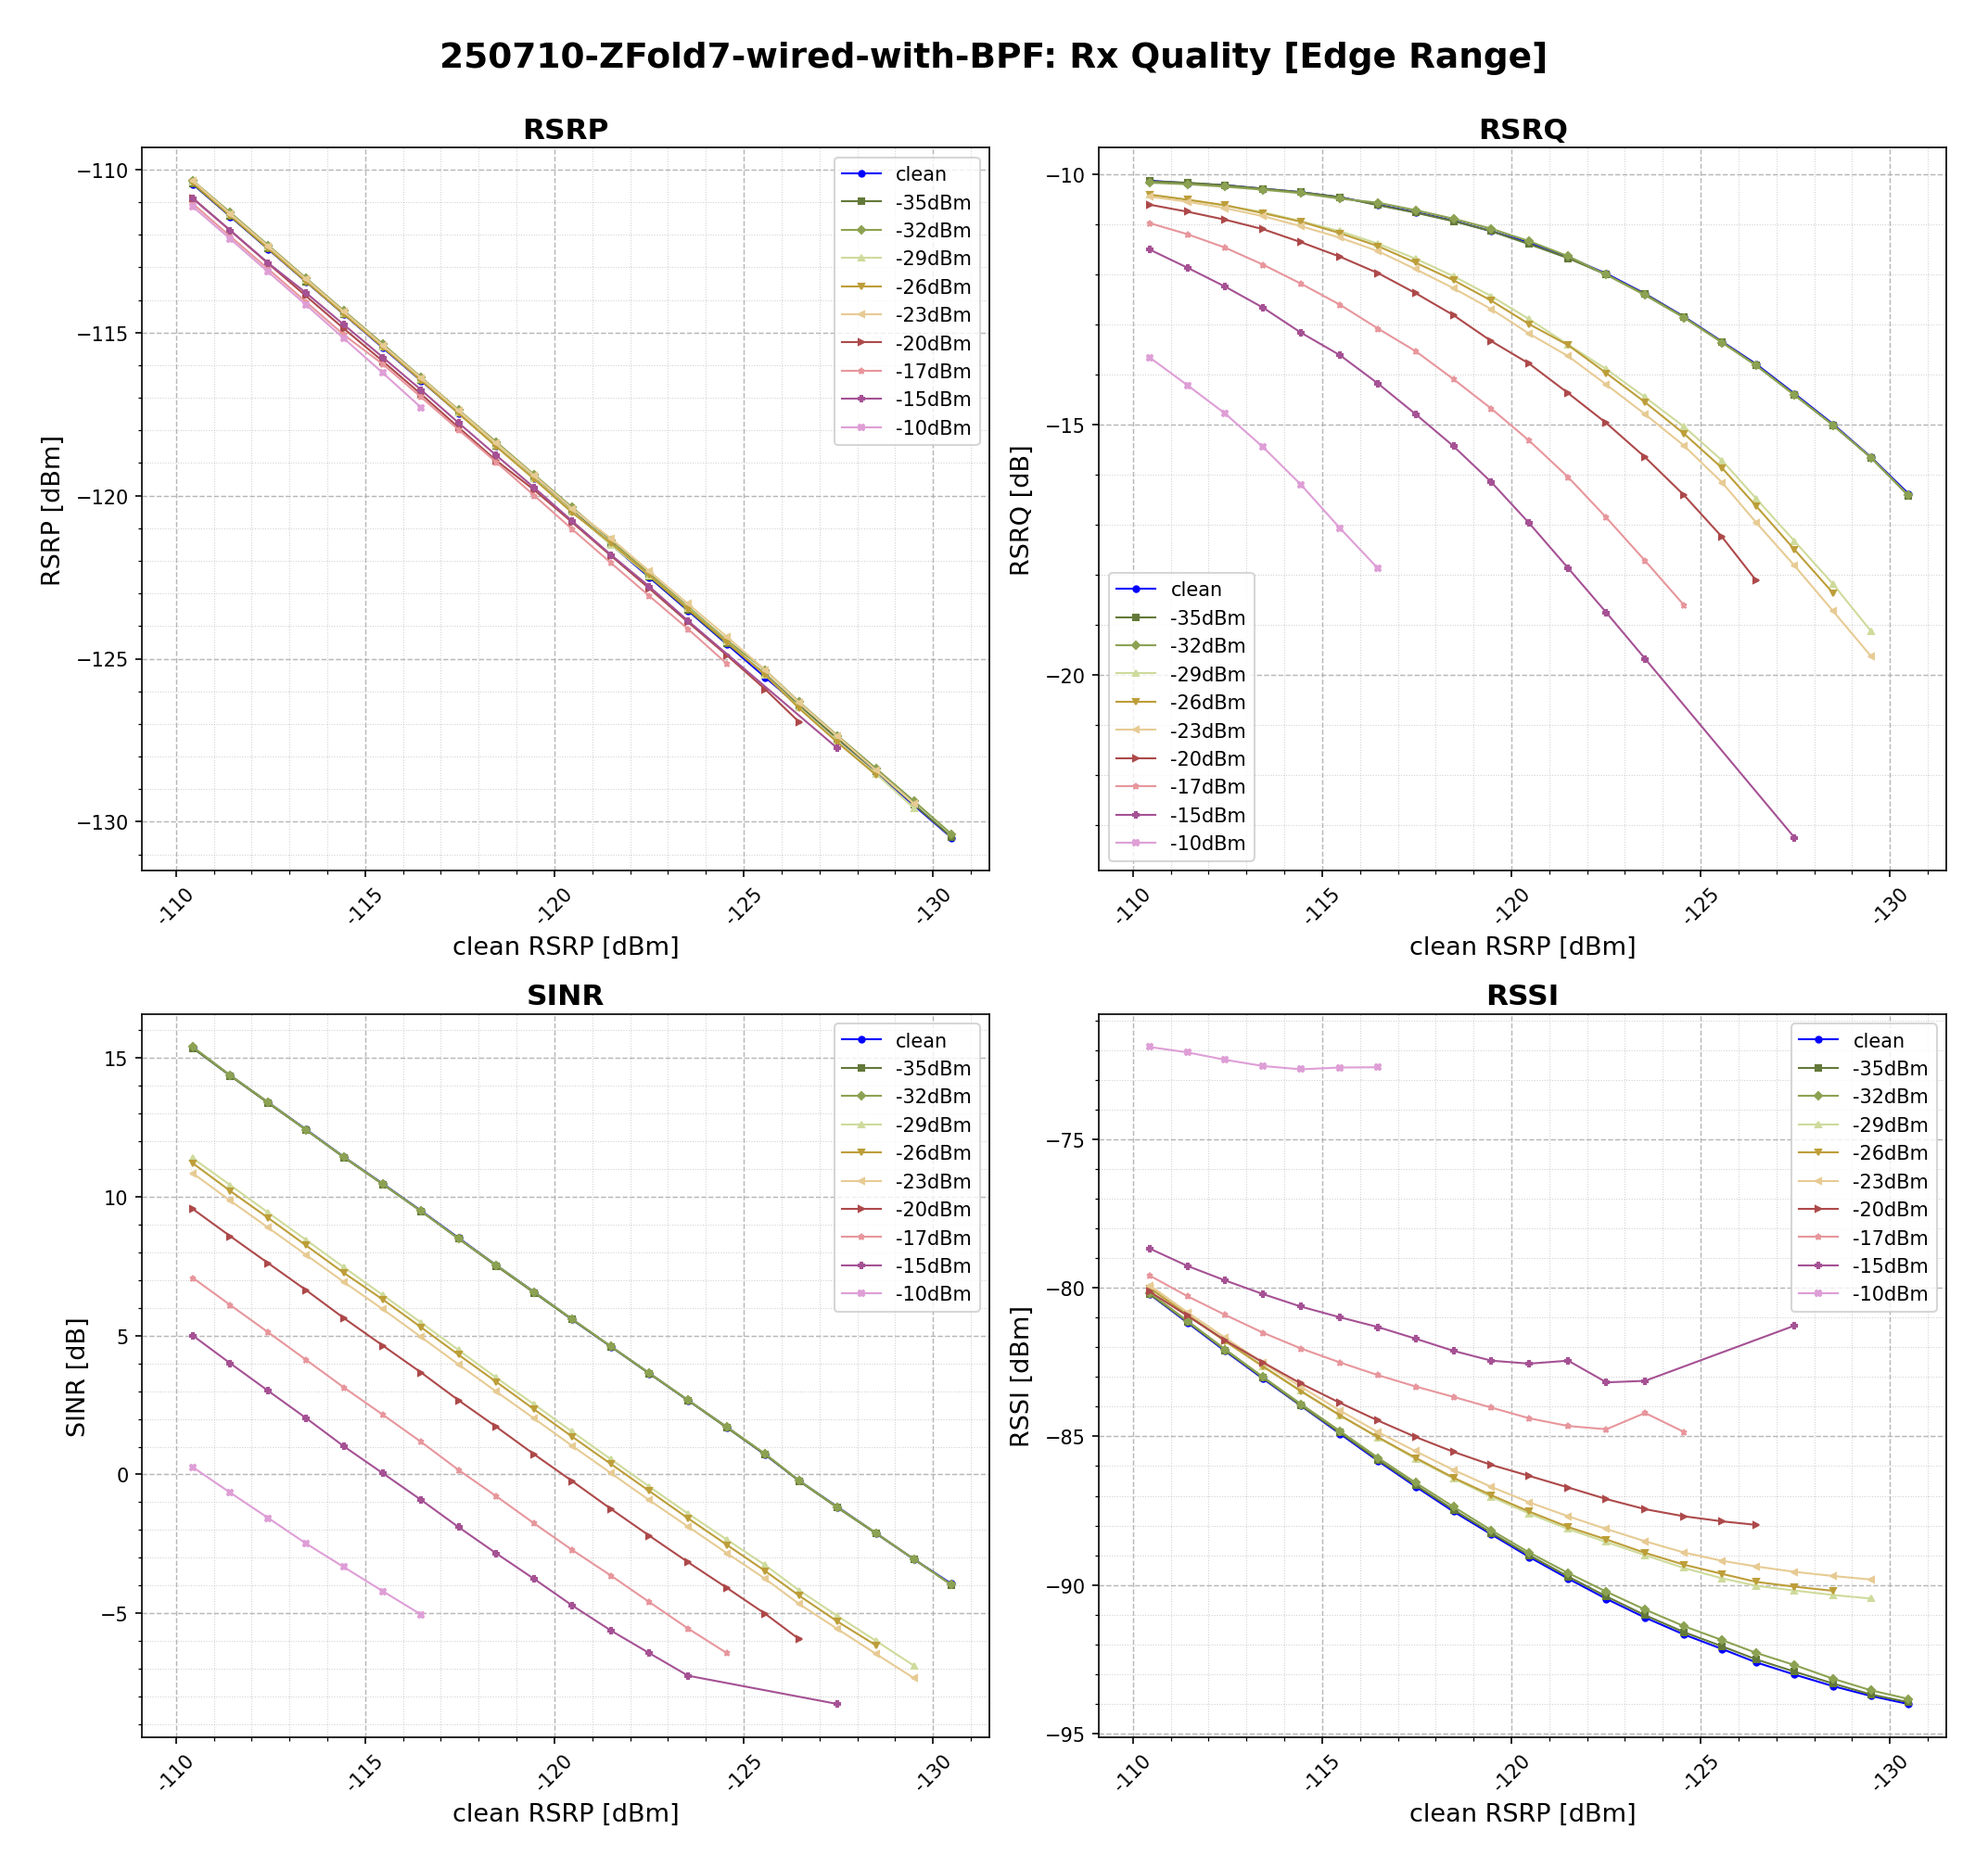 250710-ZFold7-wired-with-BPF: Rx Quality [Edge Range]
RSRP
−110
−115
−120
−125
−130
RSRP [dBm]
clean
-35dBm
-32dBm
-29dBm
-26dBm
-23dBm
-20dBm
-17dBm
-15dBm
-10dBm
-110
-115
-120
-125
-130
clean RSRP [dBm]
RSRQ
−10
−15
−20
RSRQ [dB]
clean
-35dBm
-32dBm
-29dBm
-26dBm
-23dBm
-20dBm
-17dBm
-15dBm
-10dBm
-110
-115
-120
-125
-130
clean RSRP [dBm]
SINR
15
10
5
0
−5
SINR [dB]
clean
-35dBm
-32dBm
-29dBm
-26dBm
-23dBm
-20dBm
-17dBm
-15dBm
-10dBm
-110
-115
-120
-125
-130
clean RSRP [dBm]
RSSI
−75
−80
−85
−90
−95
RSSI [dBm]
clean
-35dBm
-32dBm
-29dBm
-26dBm
-23dBm
-20dBm
-17dBm
-15dBm
-10dBm
-110
-115
-120
-125
-130
clean RSRP [dBm]